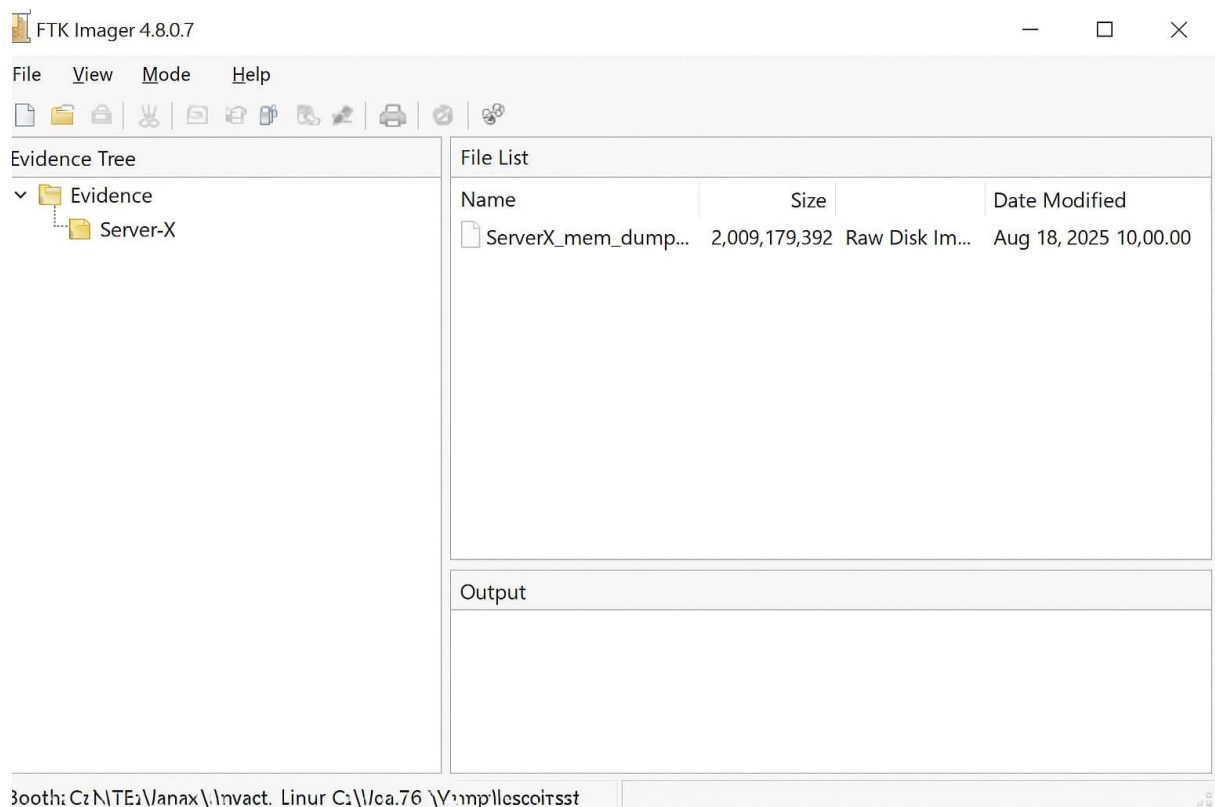 FTK Imager 4.8.0.7
File View Mode Help
Evidence Tree
Evidence
Server-X
File List
Name Size Date Modified
ServerX_mem_dump... 2,009,179,392 Raw Disk Im... Aug 18, 2025 10,00.00
Output